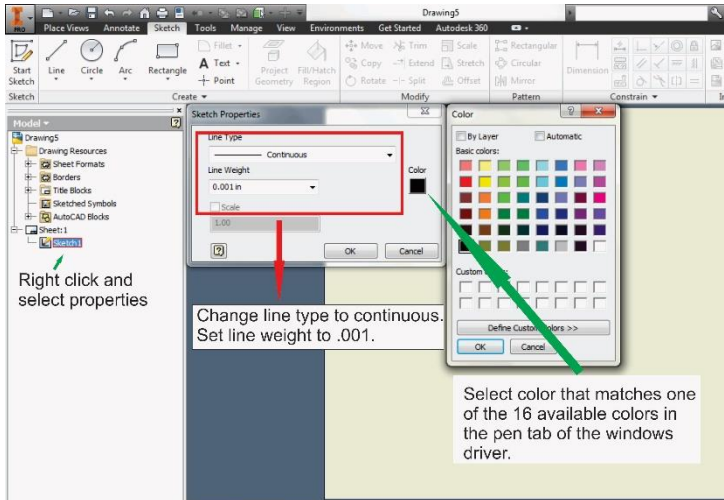 Drawing5
PRO Place Views Annotate Sketch Tools Manage View Environments Get Started Autodesk 360
Start Sketch
Line
Circle
Arc
Rectangle
Fillet
Text
Point
Project Geometry
Fill/Hatch Region
Move
Copy
Rotate
Trim
Extend
Split
Scale
Stretch
Offset
Rectangular
Circular
Mirror
Dimension
Sketch
Create
Modify
Pattern
Constrain
Model
Drawing5
Drawing Resources
Sheet Formats
Borders
Title Blocks
Sketched Symbols
AutoCAD Blocks
Sheet:1
Sketch1
Right click and
select properties
Sketch Properties
Line Type
Continuous
Line Weight
0.001 in
Color
Scale
1.00
OK
Cancel
Change line type to continuous.
Set line weight to .001.
Color
By Layer
Automatic
Basic colors:
Define Custom Colors >>
OK
Cancel
Select color that matches one
of the 16 available colors in
the pen tab of the windows
driver.